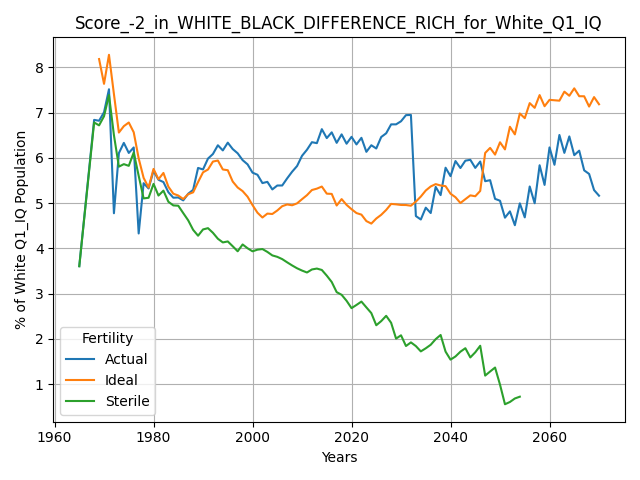 Score_-2_in_WHITE_BLACK_DIFFERENCE_RICH_for_White_Q1_IQ
% of White Q1_IQ Population
8
7
6
5
4
3
2
1
Fertility
Actual
Ideal
Sterile
1960 1980 2000 2020 2040 2060
Years